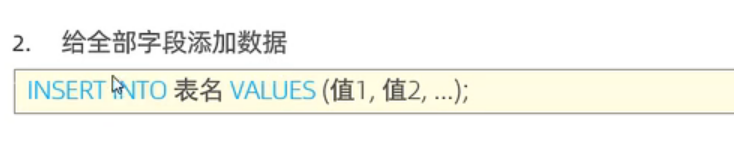 2. 给全部字段添加数据
INSERT INTO 表名 VALUES (值1, 值2, ...);